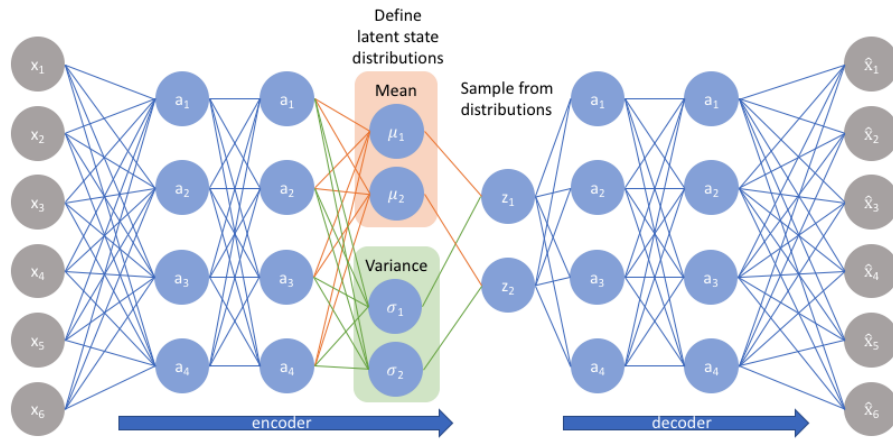 Define
latent state
distributions
Mean
Sample from
distributions
Variance
x₁
x₂
x₃
x₄
x₅
x₆
a₁
a₂
a₃
a₄
a₁
a₂
a₃
a₄
μ₁
μ₂
σ₁
σ₂
z₁
z₂
a₁
a₂
a₃
a₄
a₁
a₂
a₃
a₄
x̂₁
x̂₂
x̂₃
x̂₄
x̂₅
x̂₆
encoder
decoder